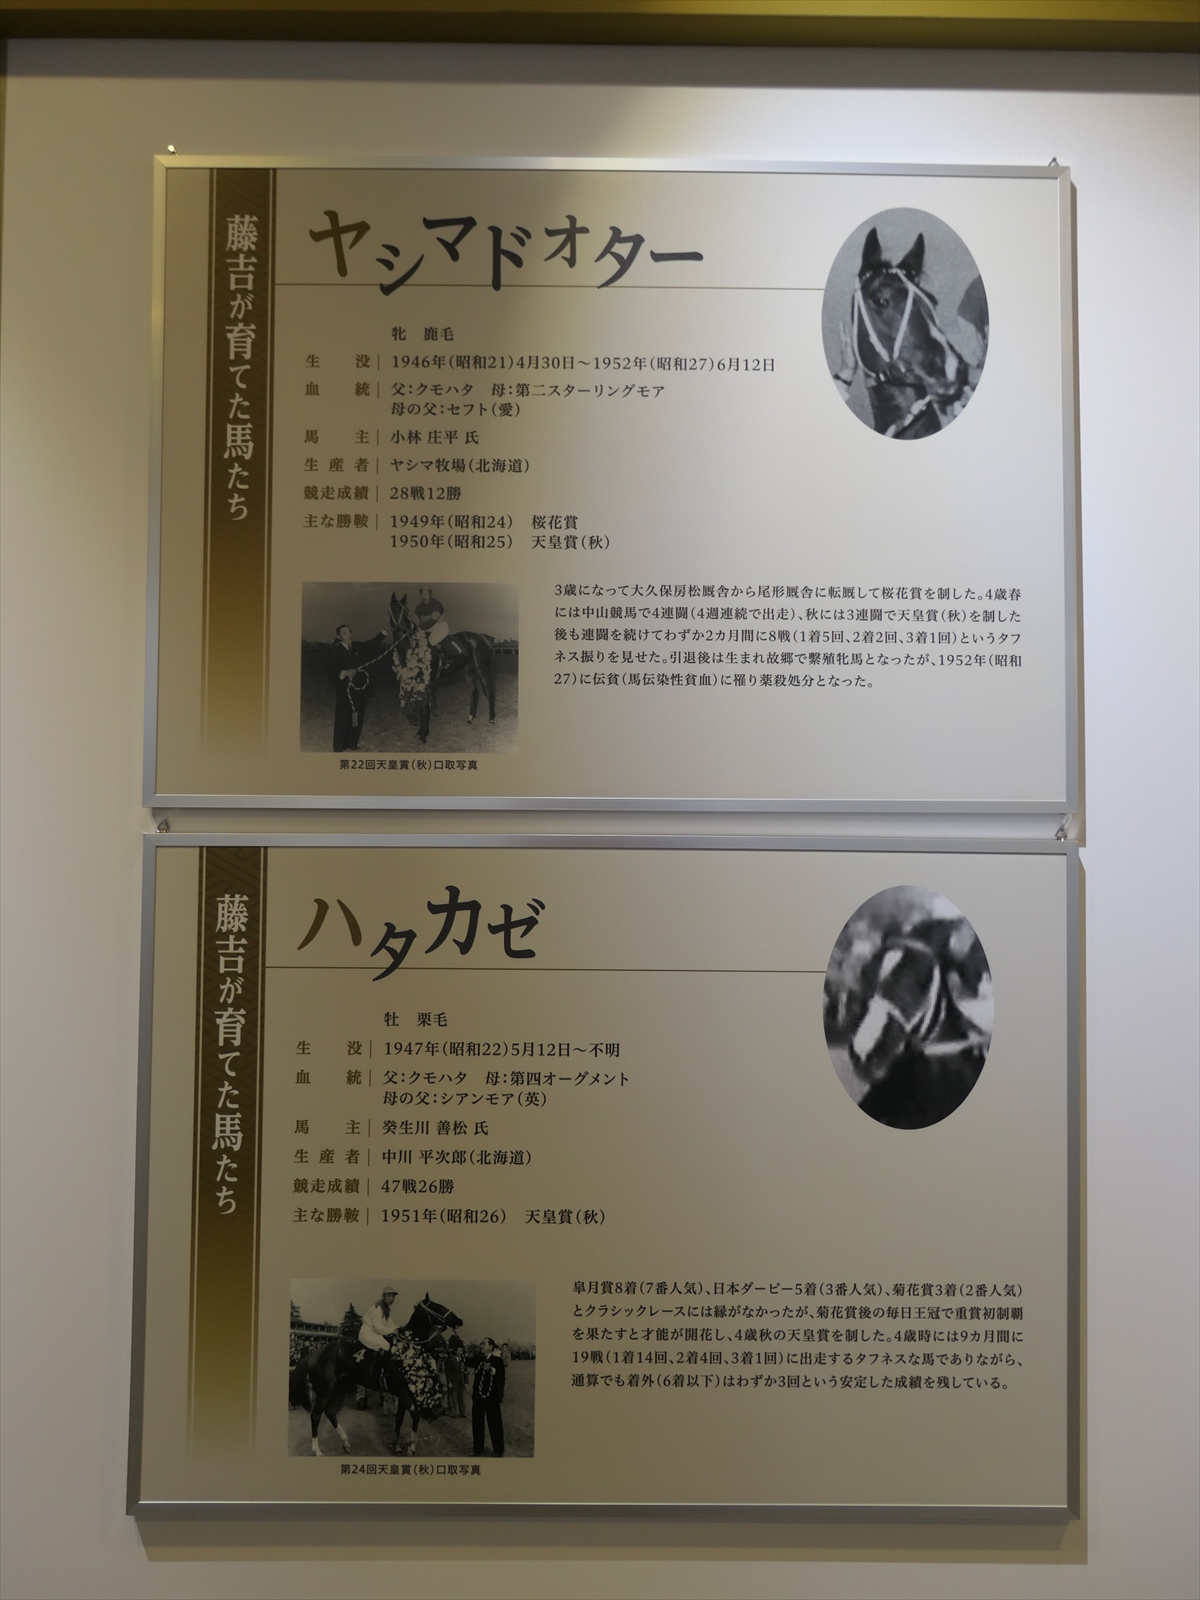 藤吉が育てた馬たち
ヤシマドオター
牝　鹿毛
生　没｜1946年(昭和21)4月30日～1952年(昭和27)6月12日
血　統｜父:クモハタ　母:第二スターリングモア
母の父:セフト(愛)
馬　主｜小林 庄平 氏
生産者｜ヤシマ牧場(北海道)
競走成績｜28戦12勝
主な勝鞍｜1949年(昭和24)　桜花賞
1950年(昭和25)　天皇賞(秋)
3歳になって大久保房松厩舎から尾形厩舎に転厩して桜花賞を制した。4歳春
には中山競馬で4連闘(4週連続で出走)、秋には3連闘で天皇賞(秋)を制した
後も連闘を続けてわずか2カ月間に8戦(1着5回、2着2回、3着1回)というタフ
ネス振りを見せた。引退後は生まれ故郷で繫殖牝馬となったが、1952年(昭和
27)に伝貧(馬伝染性貧血)に罹り薬殺処分となった。
第22回天皇賞(秋)口取写真
藤吉が育てた馬たち
ハタカゼ
牡　栗毛
生　没｜1947年(昭和22)5月12日～不明
血　統｜父:クモハタ　母:第四オーグメント
母の父:シアンモア(英)
馬　主｜癸生川 善松 氏
生産者｜中川 平次郎(北海道)
競走成績｜47戦26勝
主な勝鞍｜1951年(昭和26)　天皇賞(秋)
皐月賞8着(7番人気)、日本ダービー5着(3番人気)、菊花賞3着(2番人気)
とクラシックレースには縁がなかったが、菊花賞後の毎日王冠で重賞初制覇
を果たすと才能が開花し、4歳秋の天皇賞を制した。4歳時には9カ月間に
19戦(1着14回、2着4回、3着1回)に出走するタフネスな馬でありながら、
通算でも着外(6着以下)はわずか3回という安定した成績を残している。
第24回天皇賞(秋)口取写真